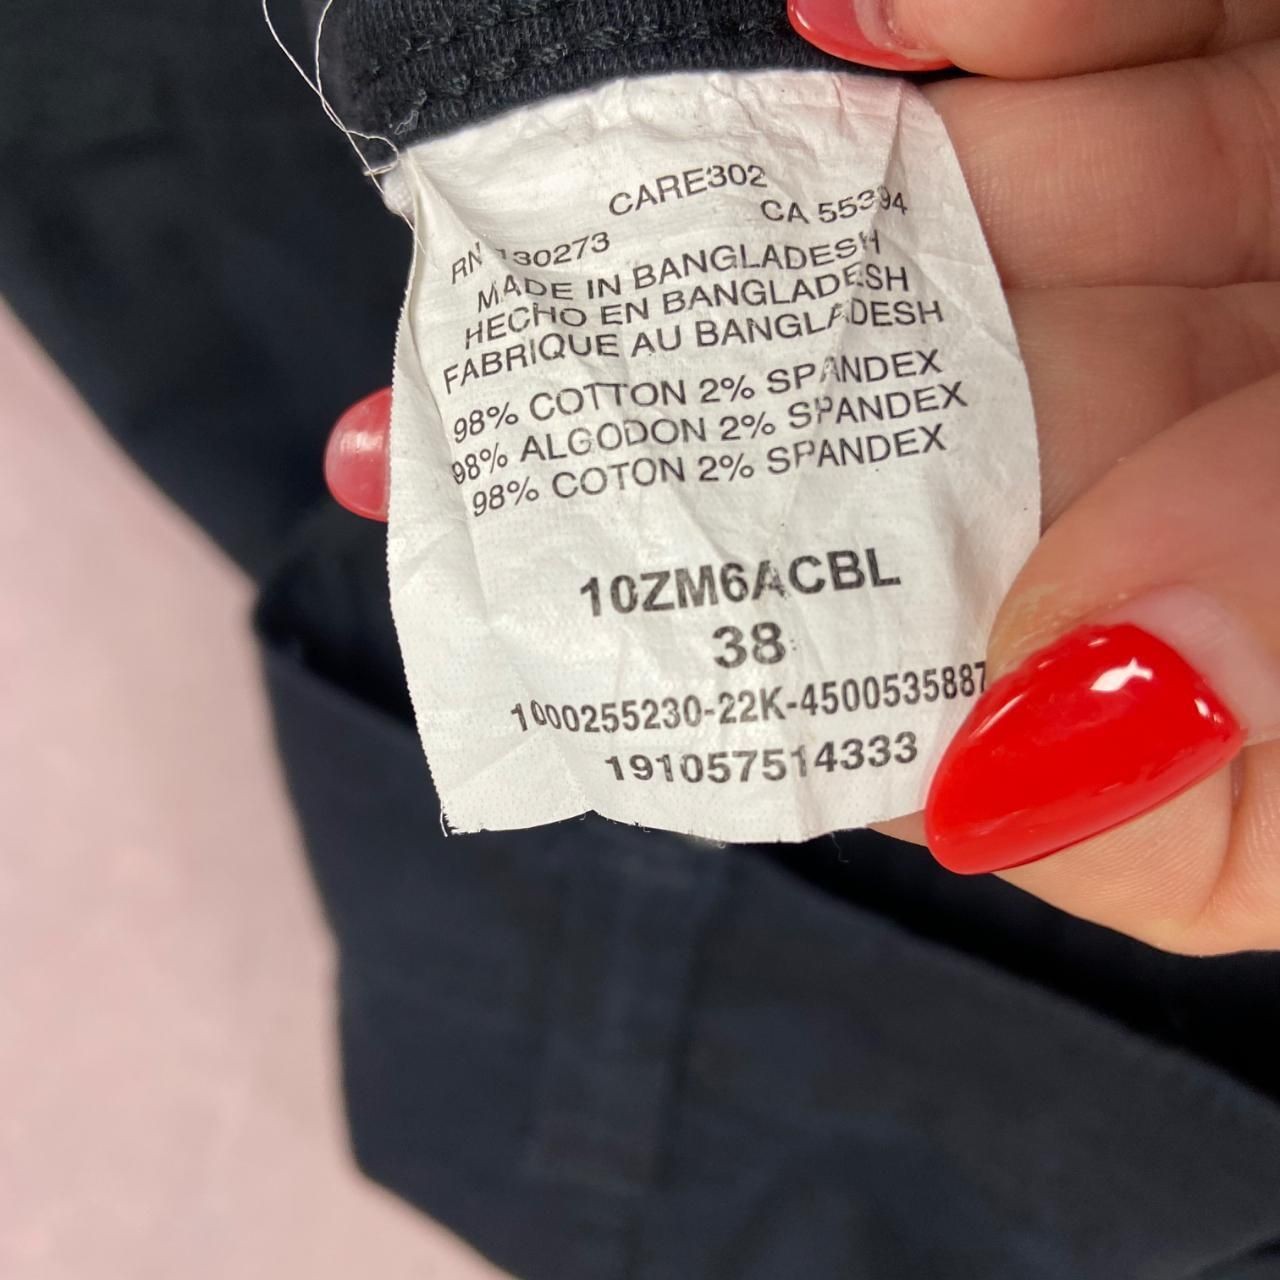 CARE302
CA 55394
RN 130273
MADE IN BANGLADESH
HECHO EN BANGLADESH
FABRIQUE AU BANGLADESH
98% COTTON 2% SPANDEX
98% ALGODON 2% SPANDEX
98% COTON 2% SPANDEX
10ZM6ACBL
38
1000255230-22K-4500535887
191057514333